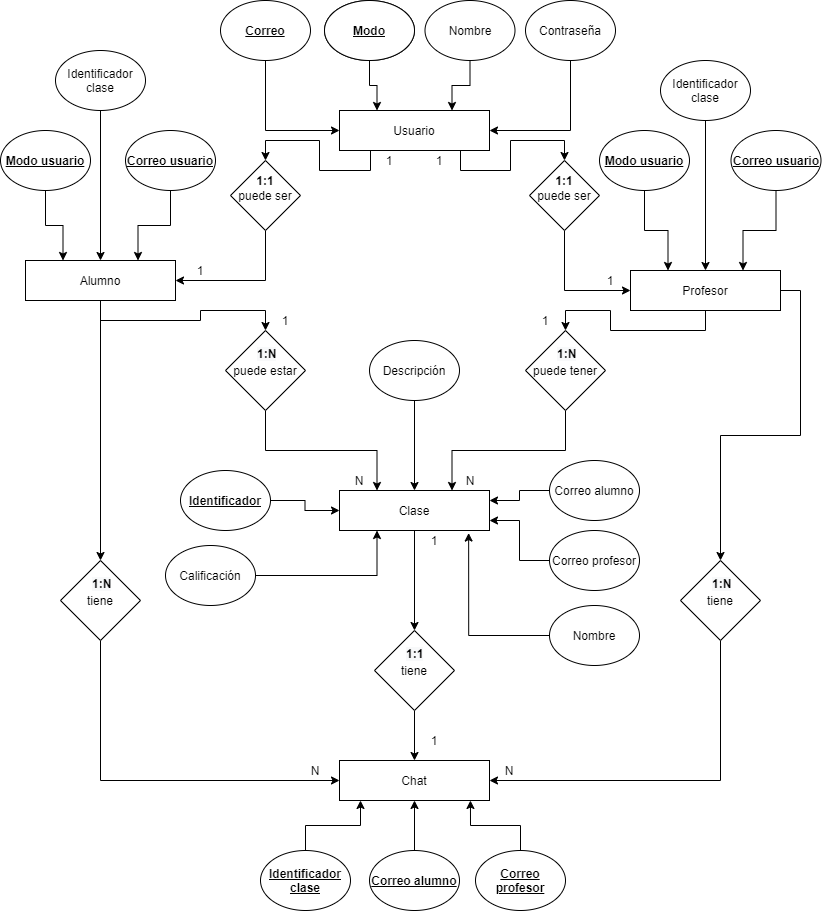 Correo
Modo
Nombre
Contraseña
Identificador
clase
Identificador
clase
Usuario
Modo usuario
Correo usuario
1
1
Modo usuario
Correo usuario
1:1
puede ser
1:1
puede ser
Alumno
1
1
Profesor
1
1
1:N
puede estar
Descripción
1:N
puede tener
N
N
Identificador
Clase
Correo alumno
1
Calificación
Correo profesor
1:N
tiene
1:N
tiene
Nombre
1:1
tiene
1
N
Chat
N
Identificador
clase
Correo alumno
Correo
profesor